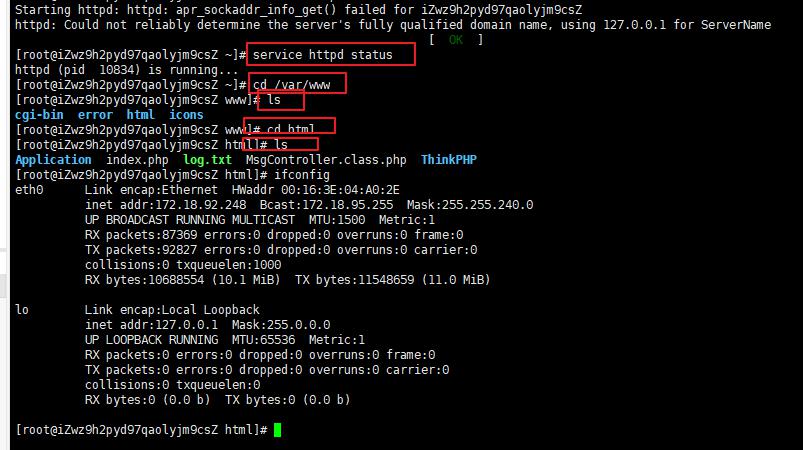 Starting httpd: httpd: apr_sockaddr_info_get() failed for iZwz9h2pyd97qaolyjm9csZ
httpd: Could not reliably determine the server's fully qualified domain name, using 127.0.0.1 for ServerName
[  OK  ]
[root@iZwz9h2pyd97qaolyjm9csZ ~]# service httpd status
httpd (pid  10834) is running...
[root@iZwz9h2pyd97qaolyjm9csZ ~]# cd /var/www
[root@iZwz9h2pyd97qaolyjm9csZ www]# ls
cgi-bin  error  html  icons
[root@iZwz9h2pyd97qaolyjm9csZ www]# cd html
[root@iZwz9h2pyd97qaolyjm9csZ html]# ls
Application  index.php  log.txt  MsgController.class.php  ThinkPHP
[root@iZwz9h2pyd97qaolyjm9csZ html]# ifconfig
eth0      Link encap:Ethernet  HWaddr 00:16:3E:04:A0:2E
inet addr:172.18.92.248  Bcast:172.18.95.255  Mask:255.255.240.0
UP BROADCAST RUNNING MULTICAST  MTU:1500  Metric:1
RX packets:87369 errors:0 dropped:0 overruns:0 frame:0
TX packets:92827 errors:0 dropped:0 overruns:0 carrier:0
collisions:0 txqueuelen:1000
RX bytes:10688554 (10.1 MiB)  TX bytes:11548659 (11.0 MiB)
lo        Link encap:Local Loopback
inet addr:127.0.0.1  Mask:255.0.0.0
UP LOOPBACK RUNNING  MTU:65536  Metric:1
RX packets:0 errors:0 dropped:0 overruns:0 frame:0
TX packets:0 errors:0 dropped:0 overruns:0 carrier:0
collisions:0 txqueuelen:0
RX bytes:0 (0.0 b)  TX bytes:0 (0.0 b)
[root@iZwz9h2pyd97qaolyjm9csZ html]#